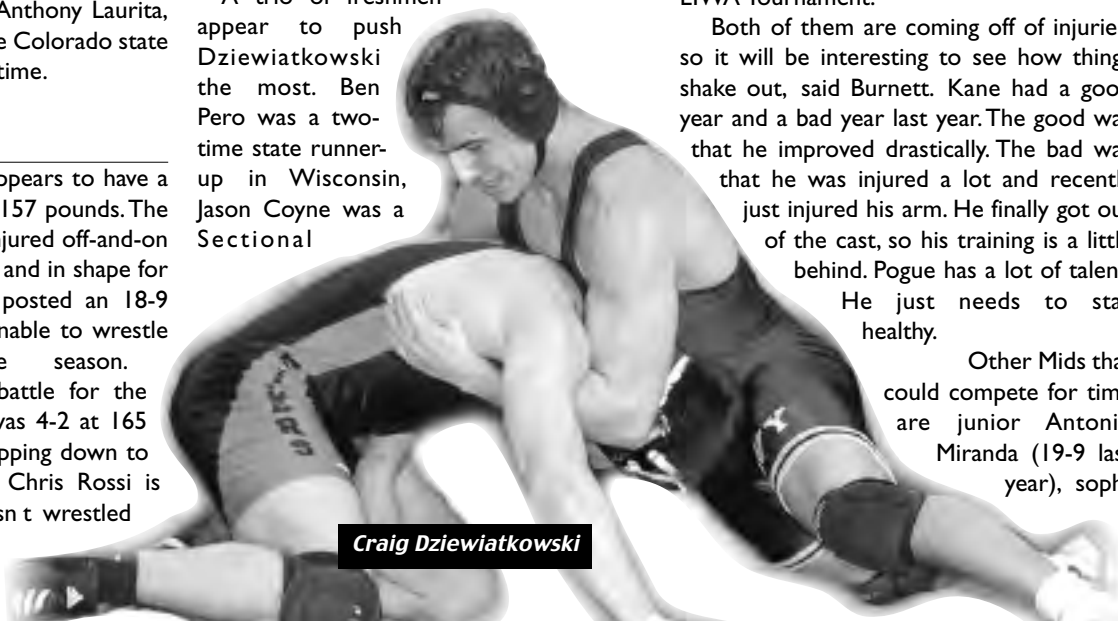 Anthony Laurita,
e Colorado state
time.
ppears to have a
157 pounds. The
jured off-and-on
and in shape for
posted an 18-9
nable to wrestle
e season.
battle for the
was 4-2 at 165
pping down to
Chris Rossi is
sn t wrestled
A trio of freshmen
appear to push
Dziewiatkowski
the most. Ben
Pero was a two-
time state runner-
up in Wisconsin,
Jason Coyne was a
Sectional
EIWA Tournament.
Both of them are coming off of injurie
so it will be interesting to see how thing
shake out, said Burnett. Kane had a goo
year and a bad year last year. The good wa
that he improved drastically. The bad wa
that he was injured a lot and recentl
just injured his arm. He finally got ou
of the cast, so his training is a littl
behind. Pogue has a lot of talen
He just needs to sta
healthy.
Other Mids tha
could compete for tim
are junior Antoni
Miranda (19-9 las
year), soph
Craig Dziewiatkowski